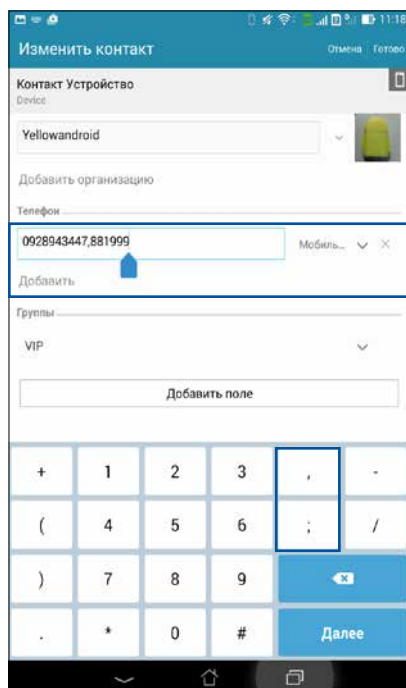 11:18
Изменить контакт Отмена Готово
Контакт Устройство
Device
Yellowandroid
Добавить организацию
Телефон
0928943447,881999 Мобиль...
Добавить
Группы
VIP
Добавить поле
+ 1 2 3 , -
( 4 5 6 ; /
) 7 8 9
. * 0 # Далее